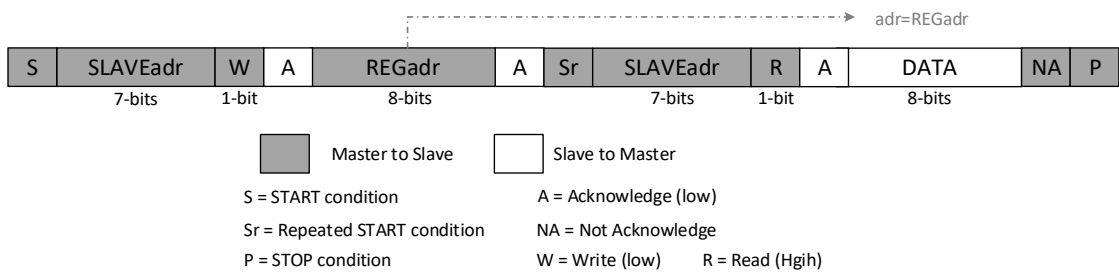 adr=REGadr
S SLAVEadr W A REGadr A Sr SLAVEadr R A DATA NA P
7-bits 1-bit 8-bits 7-bits 1-bit 8-bits
Master to Slave Slave to Master
S = START condition A = Acknowledge (low)
Sr = Repeated START condition NA = Not Acknowledge
P = STOP condition W = Write (low) R = Read (Hgih)